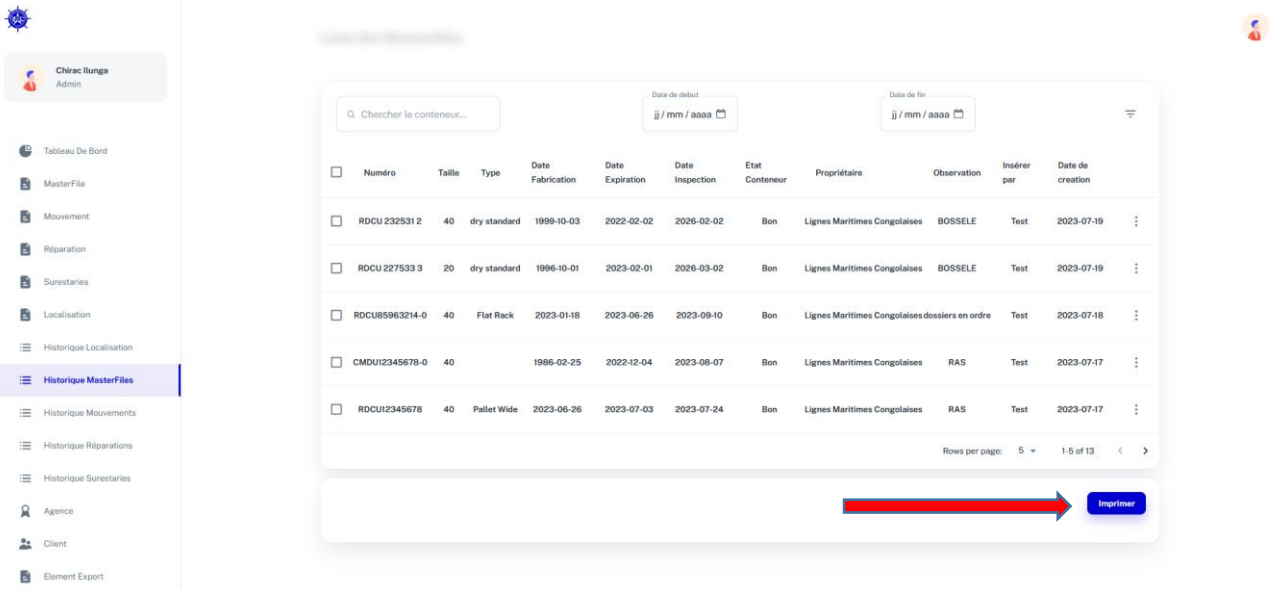 Chirac Ilunga
Admin
Tableau De Bord
MasterFile
Mouvement
Réparation
Surestaries
Localisation
Historique Localisation
Historique MasterFiles
Historique Mouvements
Historique Réparations
Historique Surestaries
Agence
Client
Element Export
Chercher le conteneur...
Date de debut
jj / mm / aaaa
Date de fin
jj / mm / aaaa
Numéro Taille Type Date Fabrication Date Expiration Date Inspection Etat Conteneur Propriétaire Observation Insérer par Date de creation
RDCU 232531 2 40 dry standard 1999-10-03 2022-02-02 2026-02-02 Bon Lignes Maritimes Congolaises BOSSELE Test 2023-07-19
RDCU 227533 3 20 dry standard 1996-10-01 2023-02-01 2026-03-02 Bon Lignes Maritimes Congolaises BOSSELE Test 2023-07-19
RDCU85963214-0 40 Flat Rack 2023-01-18 2023-06-26 2023-09-10 Bon Lignes Maritimes Congolaises dossiers en ordre Test 2023-07-18
CMDU12345678-0 40 1986-02-25 2022-12-04 2023-08-07 Bon Lignes Maritimes Congolaises RAS Test 2023-07-17
RDCU12345678 40 Pallet Wide 2023-06-26 2023-07-03 2023-07-24 Bon Lignes Maritimes Congolaises RAS Test 2023-07-17
Rows per page: 5 1-5 of 13
Imprimer